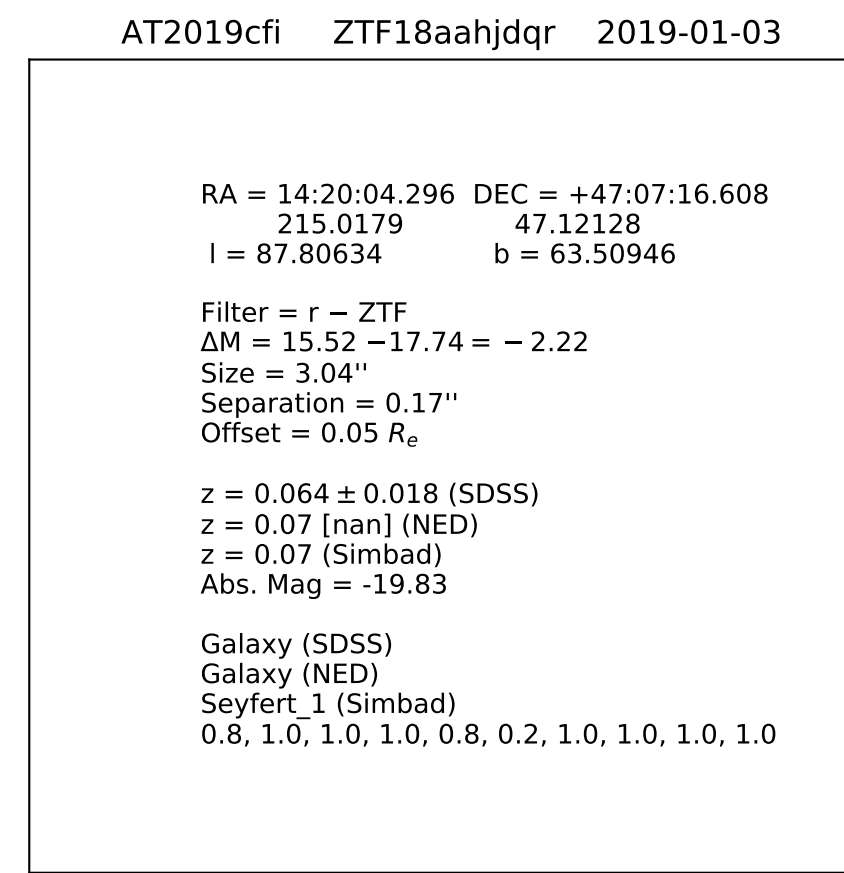 AT2019cfi ZTF18aahjdqr 2019-01-03
RA = 14:20:04.296 DEC = +47:07:16.608
215.0179 47.12128
l = 87.80634 b = 63.50946
Filter = r − ZTF
ΔM = 15.52 −17.74 = − 2.22
Size = 3.04''
Separation = 0.17''
Offset = 0.05 Re
z = 0.064 ± 0.018 (SDSS)
z = 0.07 [nan] (NED)
z = 0.07 (Simbad)
Abs. Mag = -19.83
Galaxy (SDSS)
Galaxy (NED)
Seyfert_1 (Simbad)
0.8, 1.0, 1.0, 1.0, 0.8, 0.2, 1.0, 1.0, 1.0, 1.0